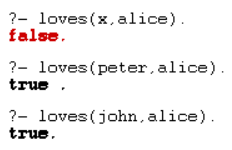 ?- loves(x,alice).
false.
?- loves(peter,alice).
true .
?- loves(john,alice).
true.